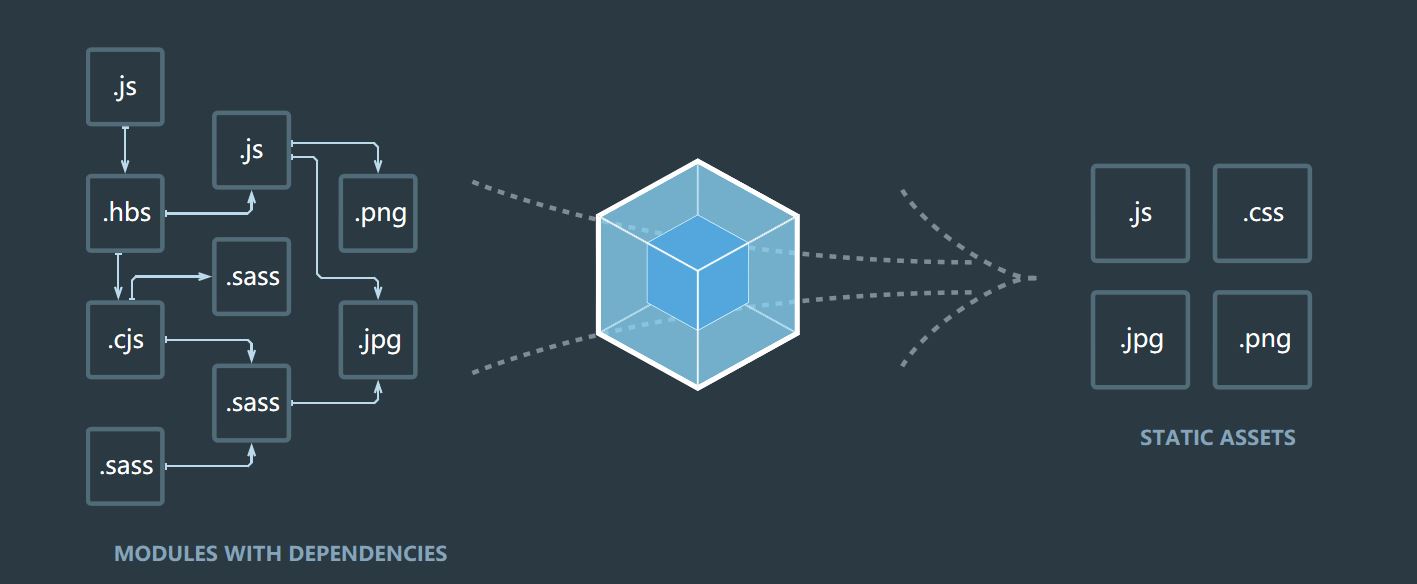 .js
.js
.hbs
.png
.sass
.cjs
.jpg
.sass
.sass
MODULES WITH DEPENDENCIES
.js
.css
.jpg
.png
STATIC ASSETS